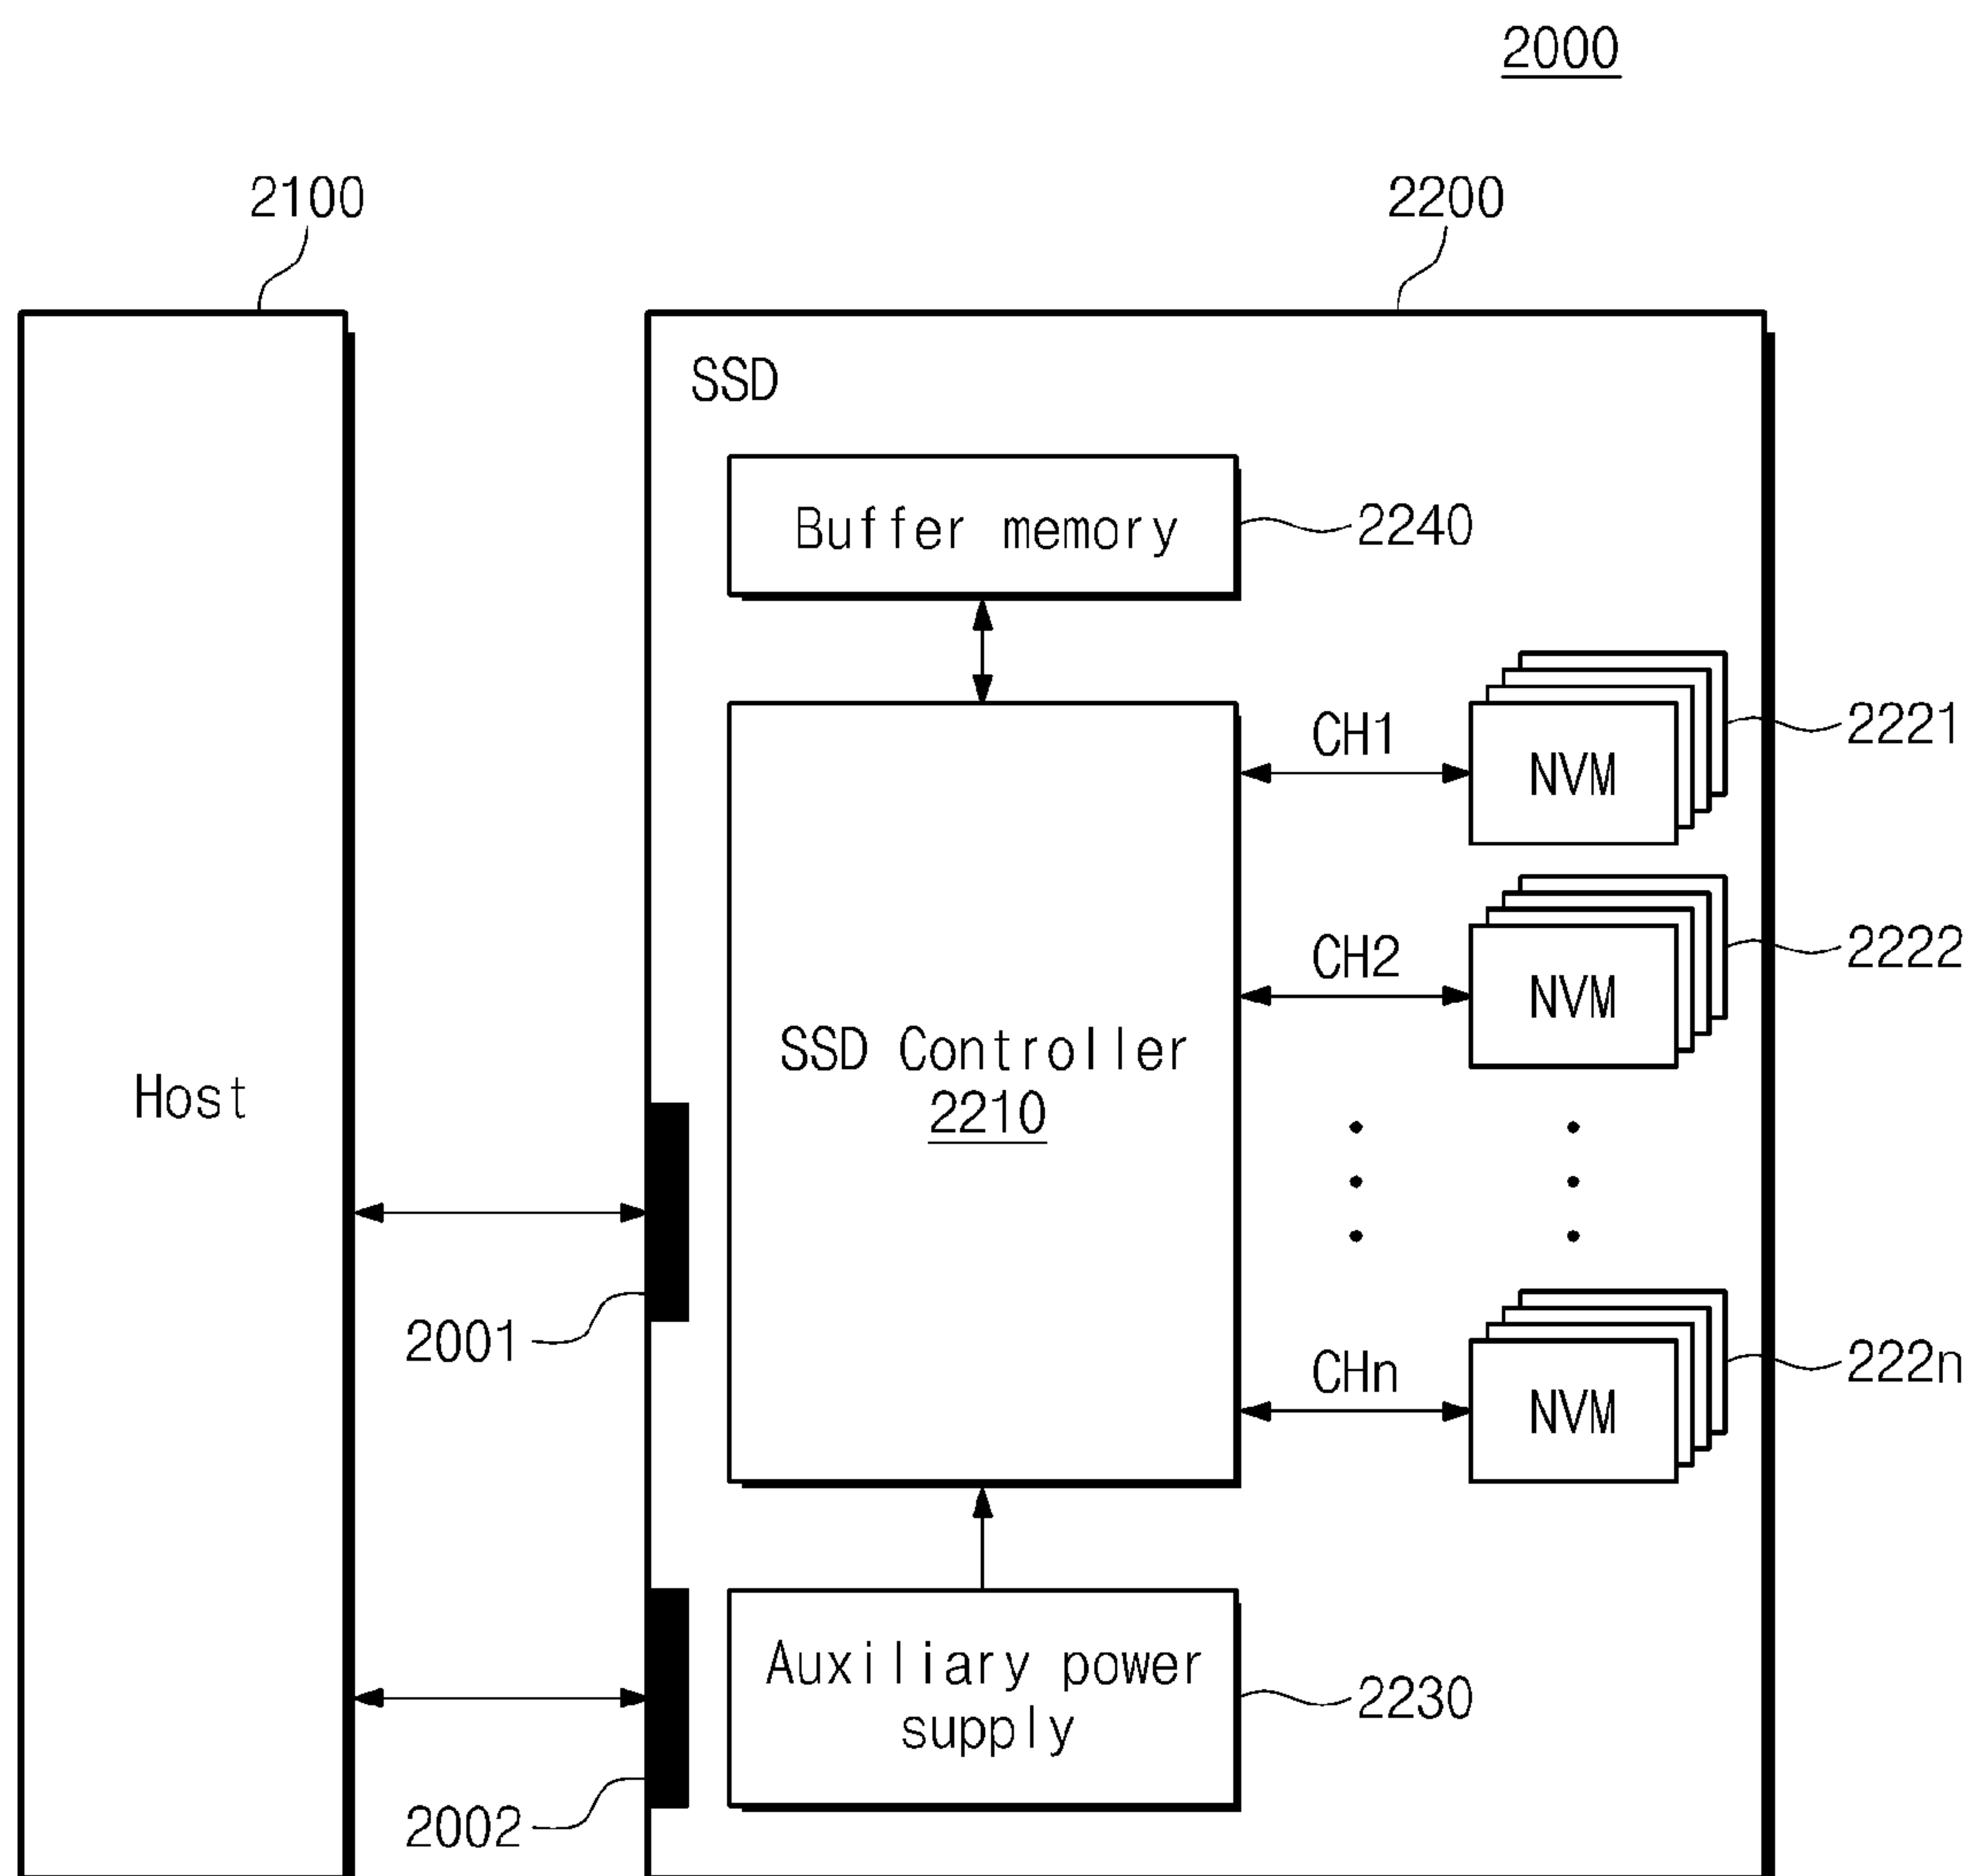 2000
2100
2200
SSD
Buffer memory
2240
CH1
NVM
2221
CH2
NVM
2222
SSD Controller
2210
Host
2001
CHn
NVM
222n
Auxiliary power
supply
2230
2002